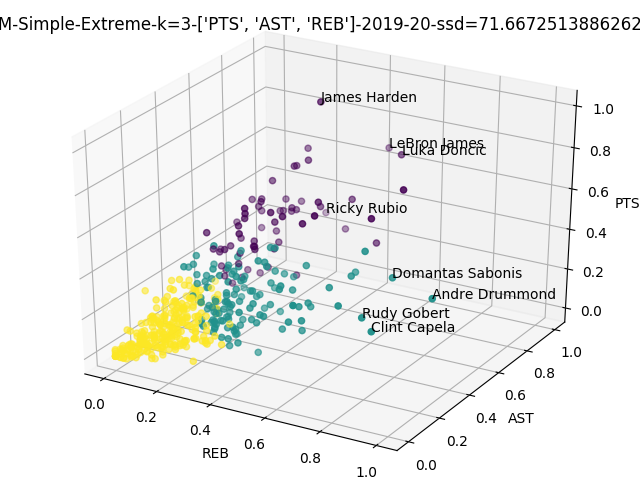 M-Simple-Extreme-k=3-['PTS', 'AST', 'REB']-2019-20-ssd=71.6672513886262
James Harden
LeBron James
Luka Doncic
Ricky Rubio
Domantas Sabonis
Andre Drummond
Rudy Gobert
Clint Capela
1.0
0.8
0.6
0.4
0.2
0.0
PTS
1.0
0.8
0.6
0.4
0.2
0.0
AST
0.0
0.2
0.4
0.6
0.8
1.0
REB